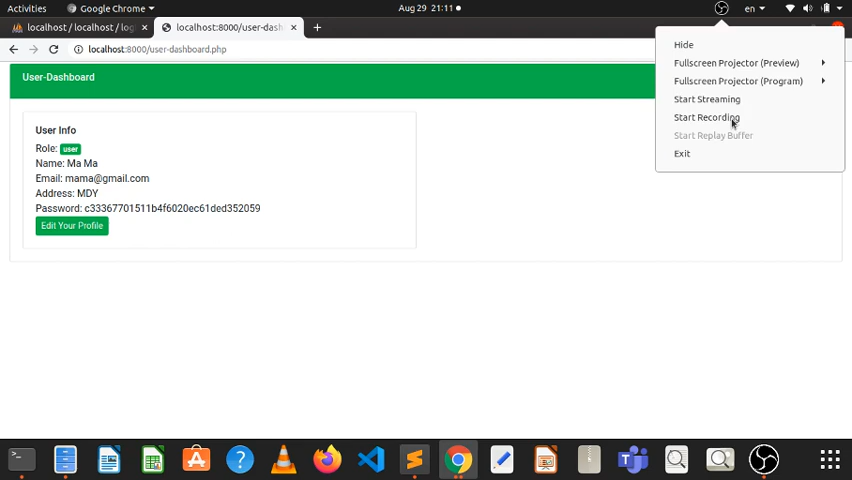 Activities
Google Chrome
Aug 29 21:11
en
localhost / localhost / log
localhost:8000/user-dash
localhost:8000/user-dashboard.php
User-Dashboard
User Info
Role: user
Name: Ma Ma
Email: mama@gmail.com
Address: MDY
Password: c33367701511b4f6020ec61ded352059
Edit Your Profile
Hide
Fullscreen Projector (Preview)
Fullscreen Projector (Program)
Start Streaming
Start Recording
Start Replay Buffer
Exit